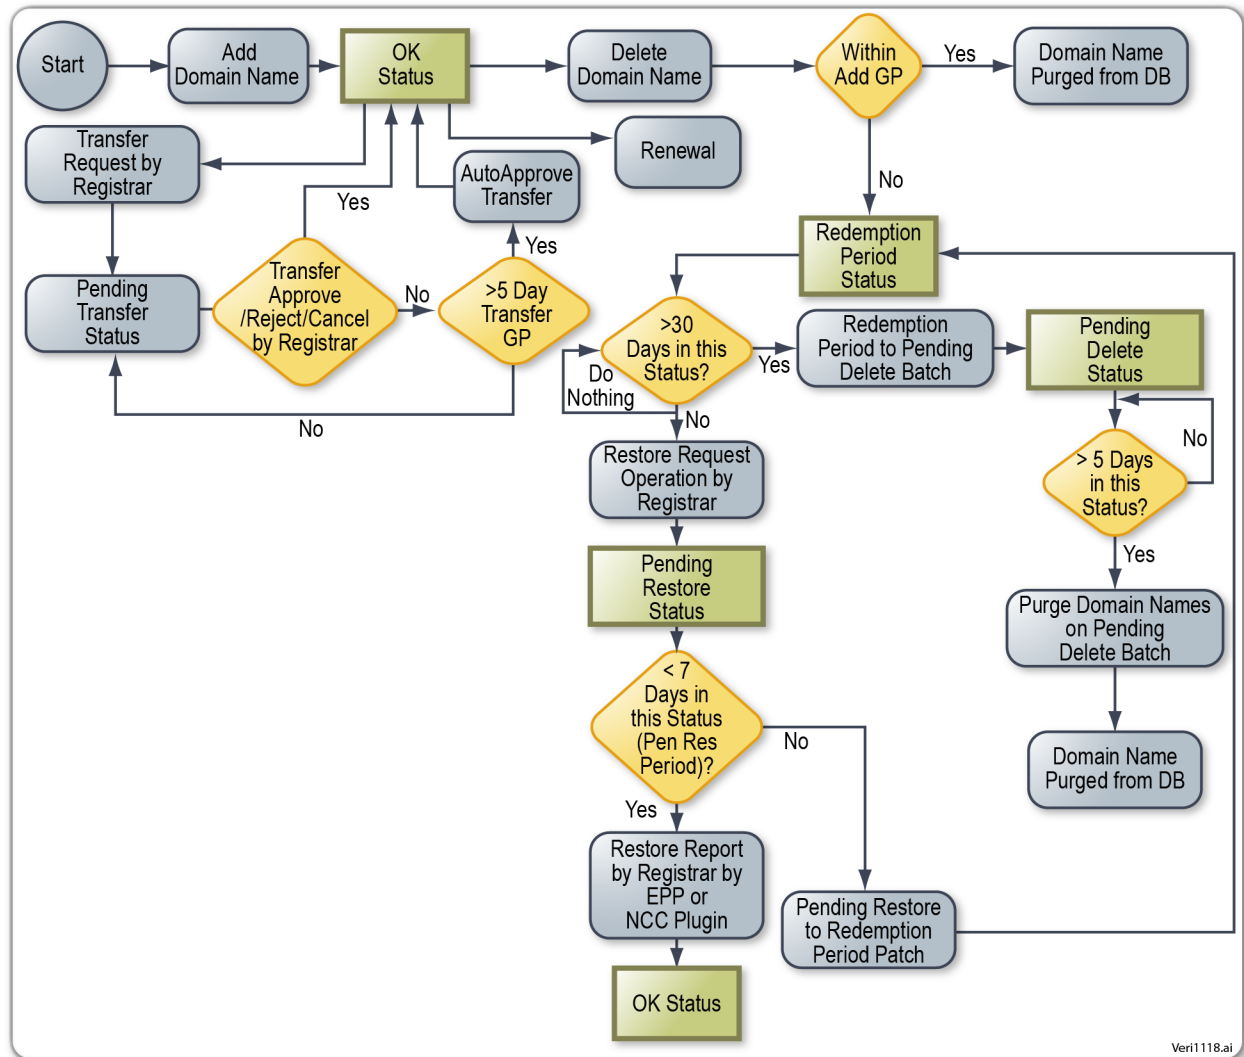 Start
Add
Domain Name
OK
Status
Delete
Domain Name
Within
Add GP
Yes
Domain Name
Purged from DB
Transfer
Request by
Registrar
Renewal
AutoApprove
Transfer
Yes
Yes
No
Redemption
Period
Status
Pending
Transfer
Status
Transfer
Approve
/Reject/Cancel
by Registrar
No
>5 Day
Transfer
GP
No
>30
Days in this
Status?
Do
Nothing
Yes
No
Redemption
Period to Pending
Delete Batch
Pending
Delete
Status
No
> 5 Days
in this
Status?
Yes
Restore Request
Operation by
Registrar
Pending
Restore
Status
Purge Domain Names
on Pending
Delete Batch
< 7
Days in
this Status
(Pen Res
Period)?
No
Yes
Domain Name
Purged from DB
Restore Report
by Registrar by
EPP or
NCC Plugin
Pending Restore
to Redemption
Period Patch
OK Status
Veri1118.ai